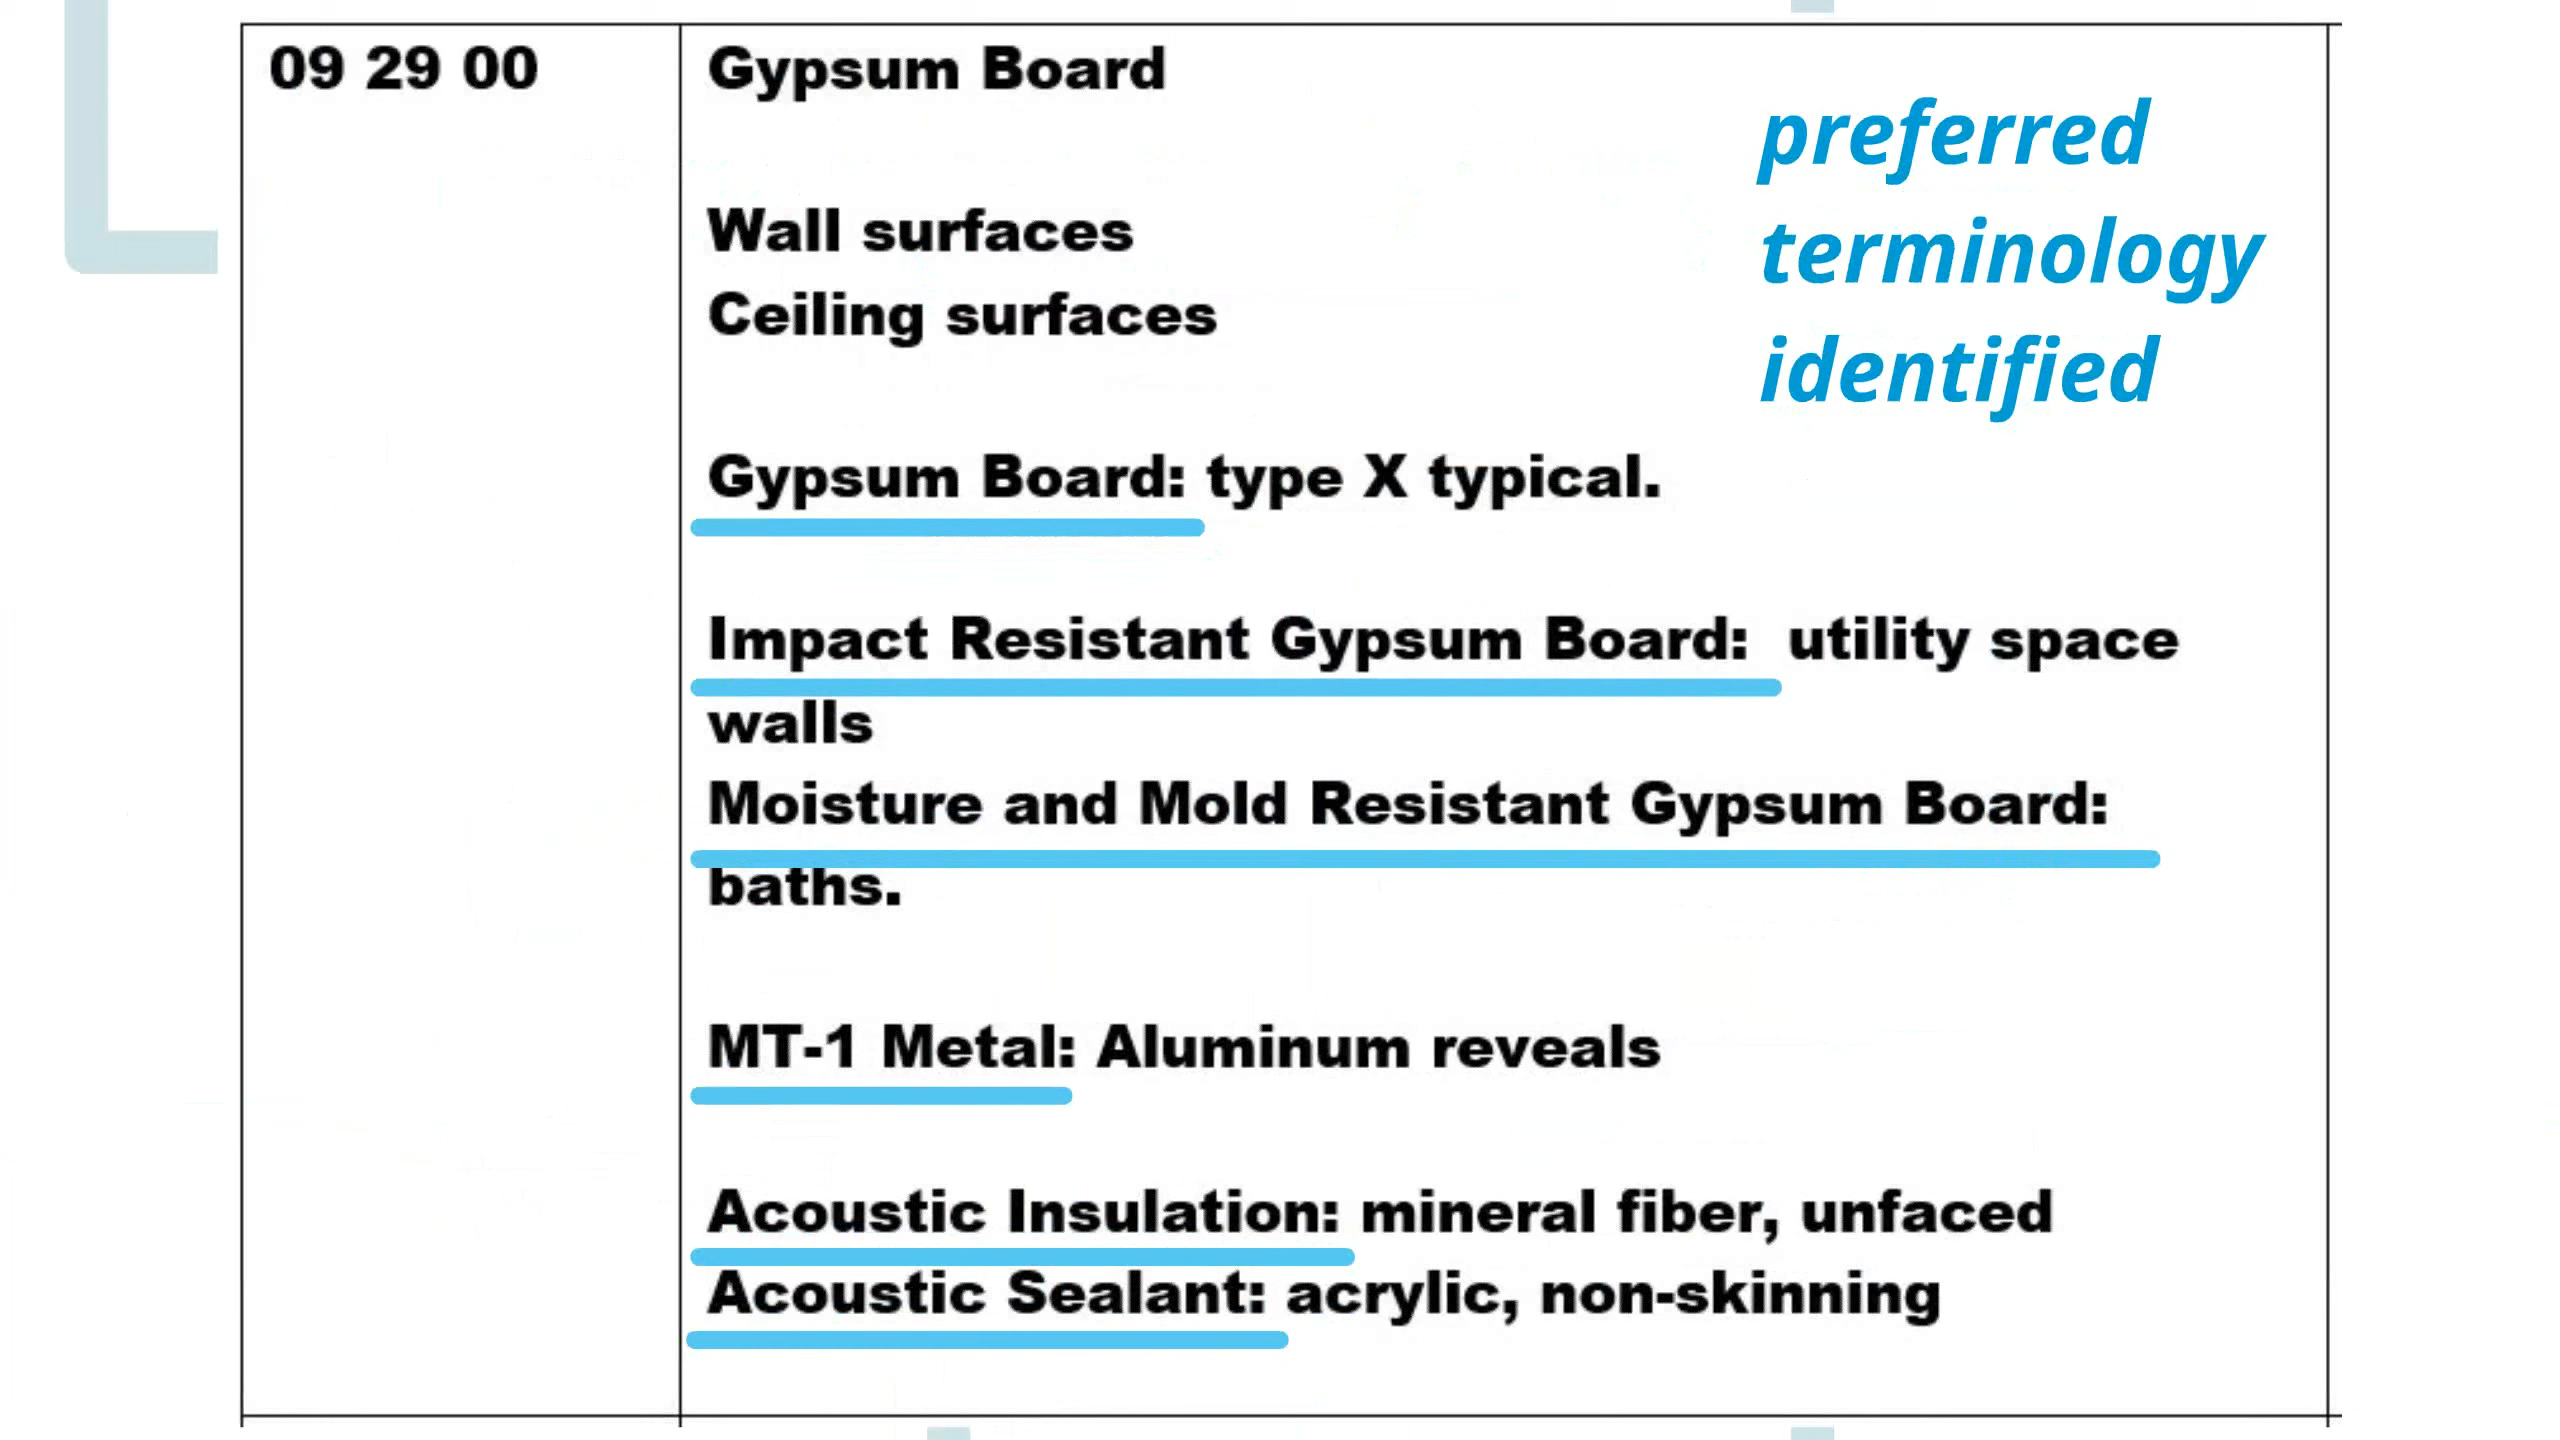 09 29 00
Gypsum Board
preferred
terminology
identified
Wall surfaces
Ceiling surfaces
Gypsum Board: type X typical.
Impact Resistant Gypsum Board:  utility space
walls
Moisture and Mold Resistant Gypsum Board:
baths.
MT-1 Metal: Aluminum reveals
Acoustic Insulation: mineral fiber, unfaced
Acoustic Sealant: acrylic, non-skinning